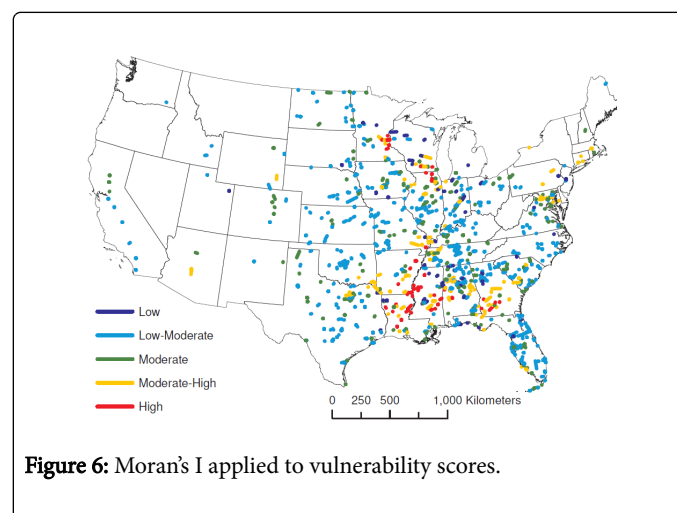 Low
Low-Moderate
Moderate
Moderate-High
High
0 250 500 1,000 Kilometers
Figure 6: Moran's I applied to vulnerability scores.